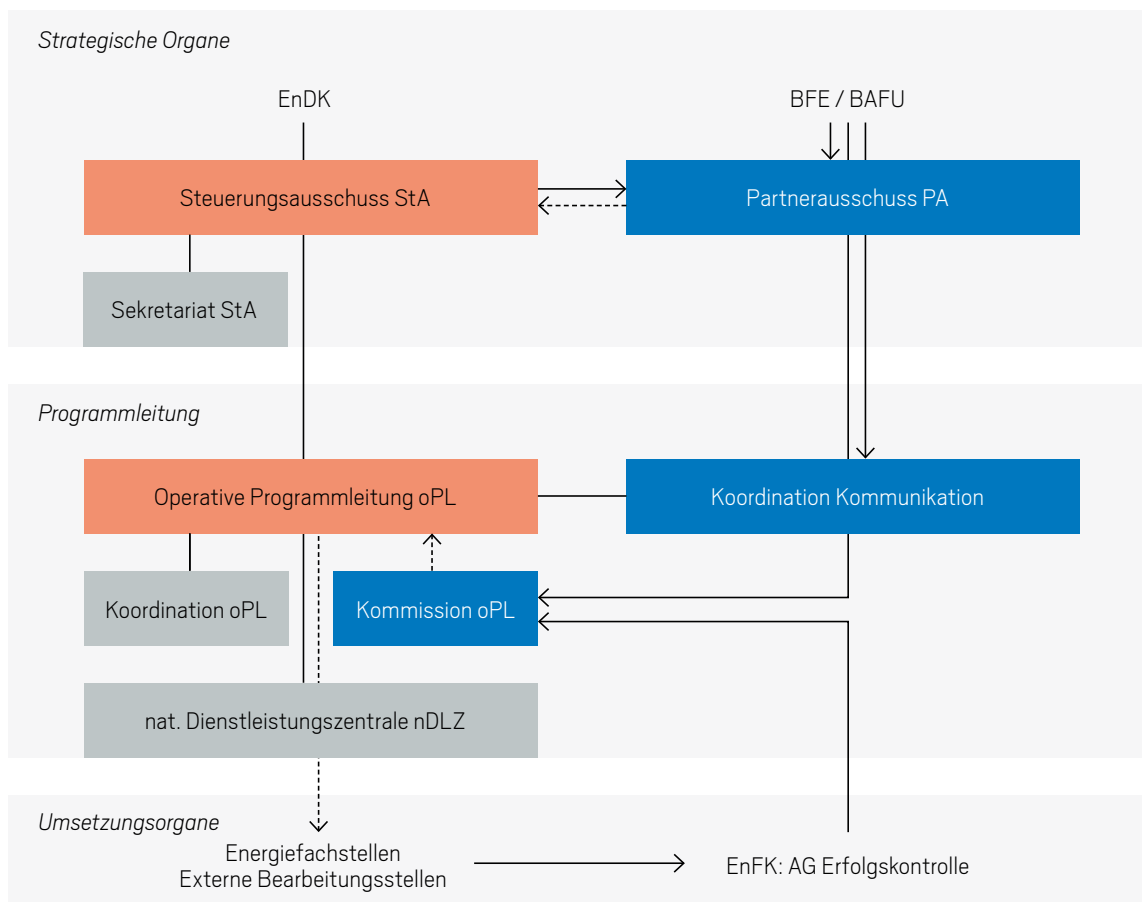 Strategische Organe
EnDK
BFE / BAFU
Steuerungsausschuss StA
Partnerausschuss PA
Sekretariat StA
Programmleitung
Operative Programmleitung oPL
Koordination Kommunikation
Koordination oPL
Kommission oPL
nat. Dienstleistungszentrale nDLZ
Umsetzungsorgane
Energiefachstellen
Externe Bearbeitungsstellen
EnFK: AG Erfolgskontrolle